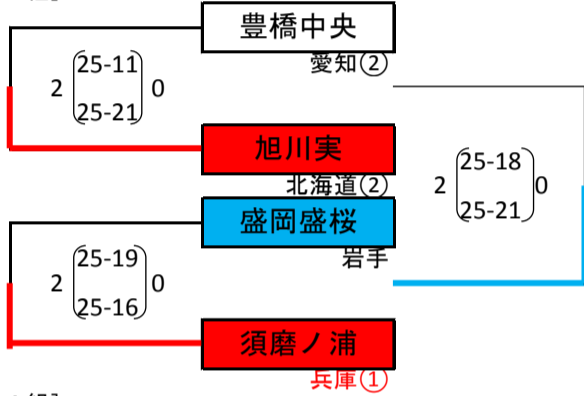 豊橋中央
愛知②
2 25-11 0
25-21
旭川実
北海道②
2 25-18 0
25-21
盛岡盛桜
岩手
2 25-19 0
25-16
須磨ノ浦
兵庫①